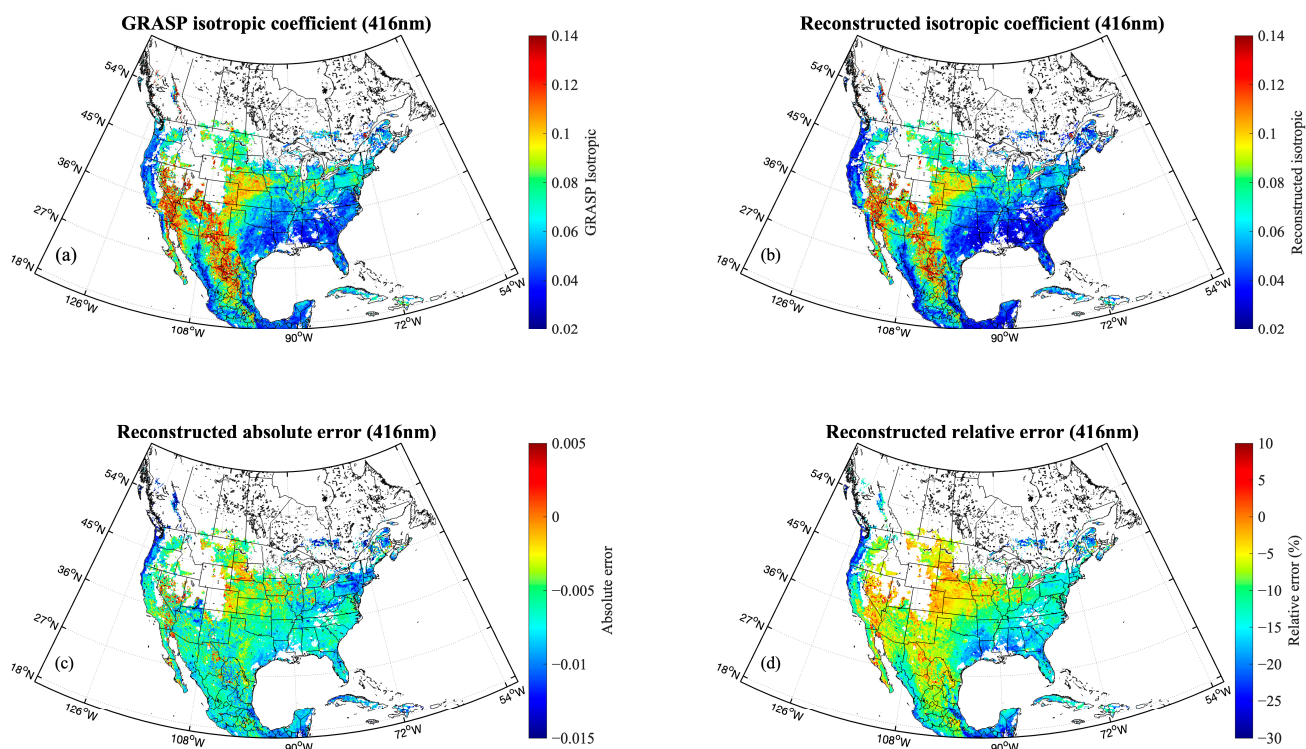 GRASP isotropic coefficient (416nm)
0.14
0.12
0.1
0.08
0.06
0.04
0.02
GRASP Isotropic
54°N
45°N
36°N
27°N
18°N
126°W
108°W
90°W
72°W
54°W
(a)
Reconstructed isotropic coefficient (416nm)
0.14
0.12
0.1
0.08
0.06
0.04
0.02
Reconstructed isotropic
54°N
45°N
36°N
27°N
18°N
126°W
108°W
90°W
72°W
54°W
(b)
Reconstructed absolute error (416nm)
0.005
0
−0.005
−0.01
−0.015
Absolute error
54°N
45°N
36°N
27°N
18°N
126°W
108°W
90°W
72°W
54°W
(c)
Reconstructed relative error (416nm)
10
5
0
−5
−10
−15
−20
−25
−30
Relative error (%)
54°N
45°N
36°N
27°N
18°N
126°W
108°W
90°W
72°W
54°W
(d)